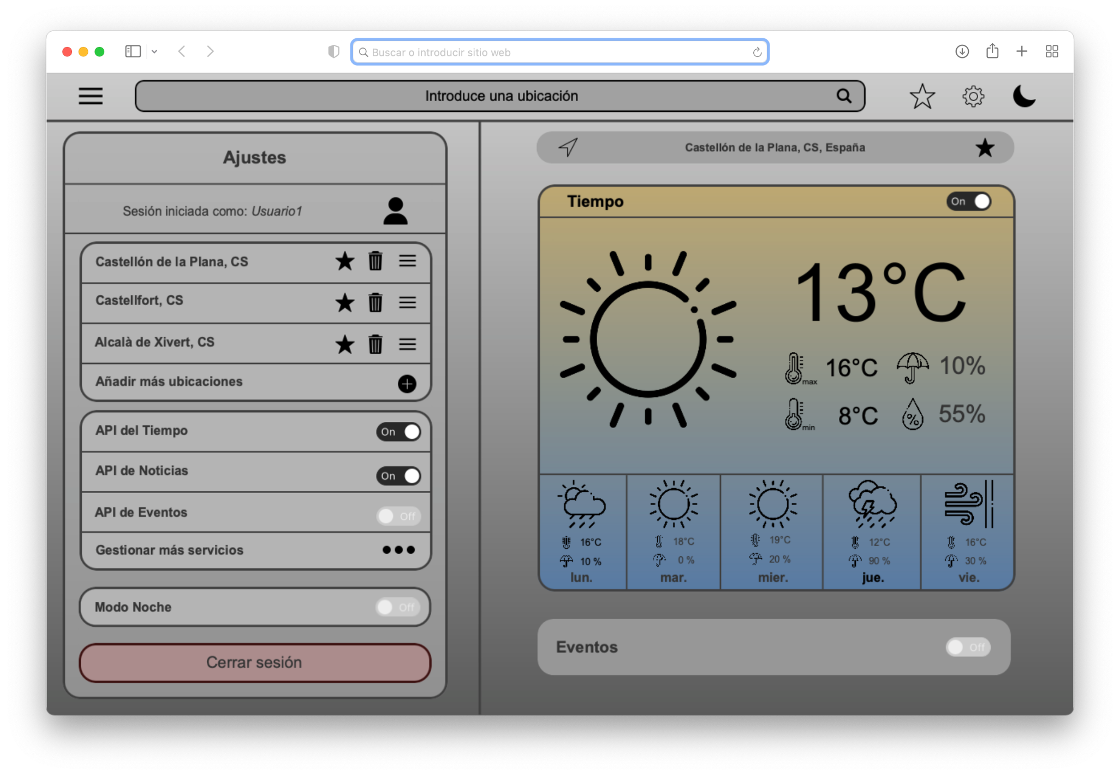 Buscar o introducir sitio web
Introduce una ubicación
Ajustes
Sesión iniciada como: Usuario1
Castellón de la Plana, CS
Castellfort, CS
Alcalà de Xivert, CS
Añadir más ubicaciones
API del Tiempo
On
API de Noticias
On
API de Eventos
Off
Gestionar más servicios
Modo Noche
Off
Cerrar sesión
Castellón de la Plana, CS, España
Tiempo
On
13°C
max
16°C
10%
min
8°C
%
55%
16°C
10 %
lun.
18°C
0 %
mar.
19°C
20 %
mier.
12°C
90 %
jue.
16°C
30 %
vie.
Eventos
Off